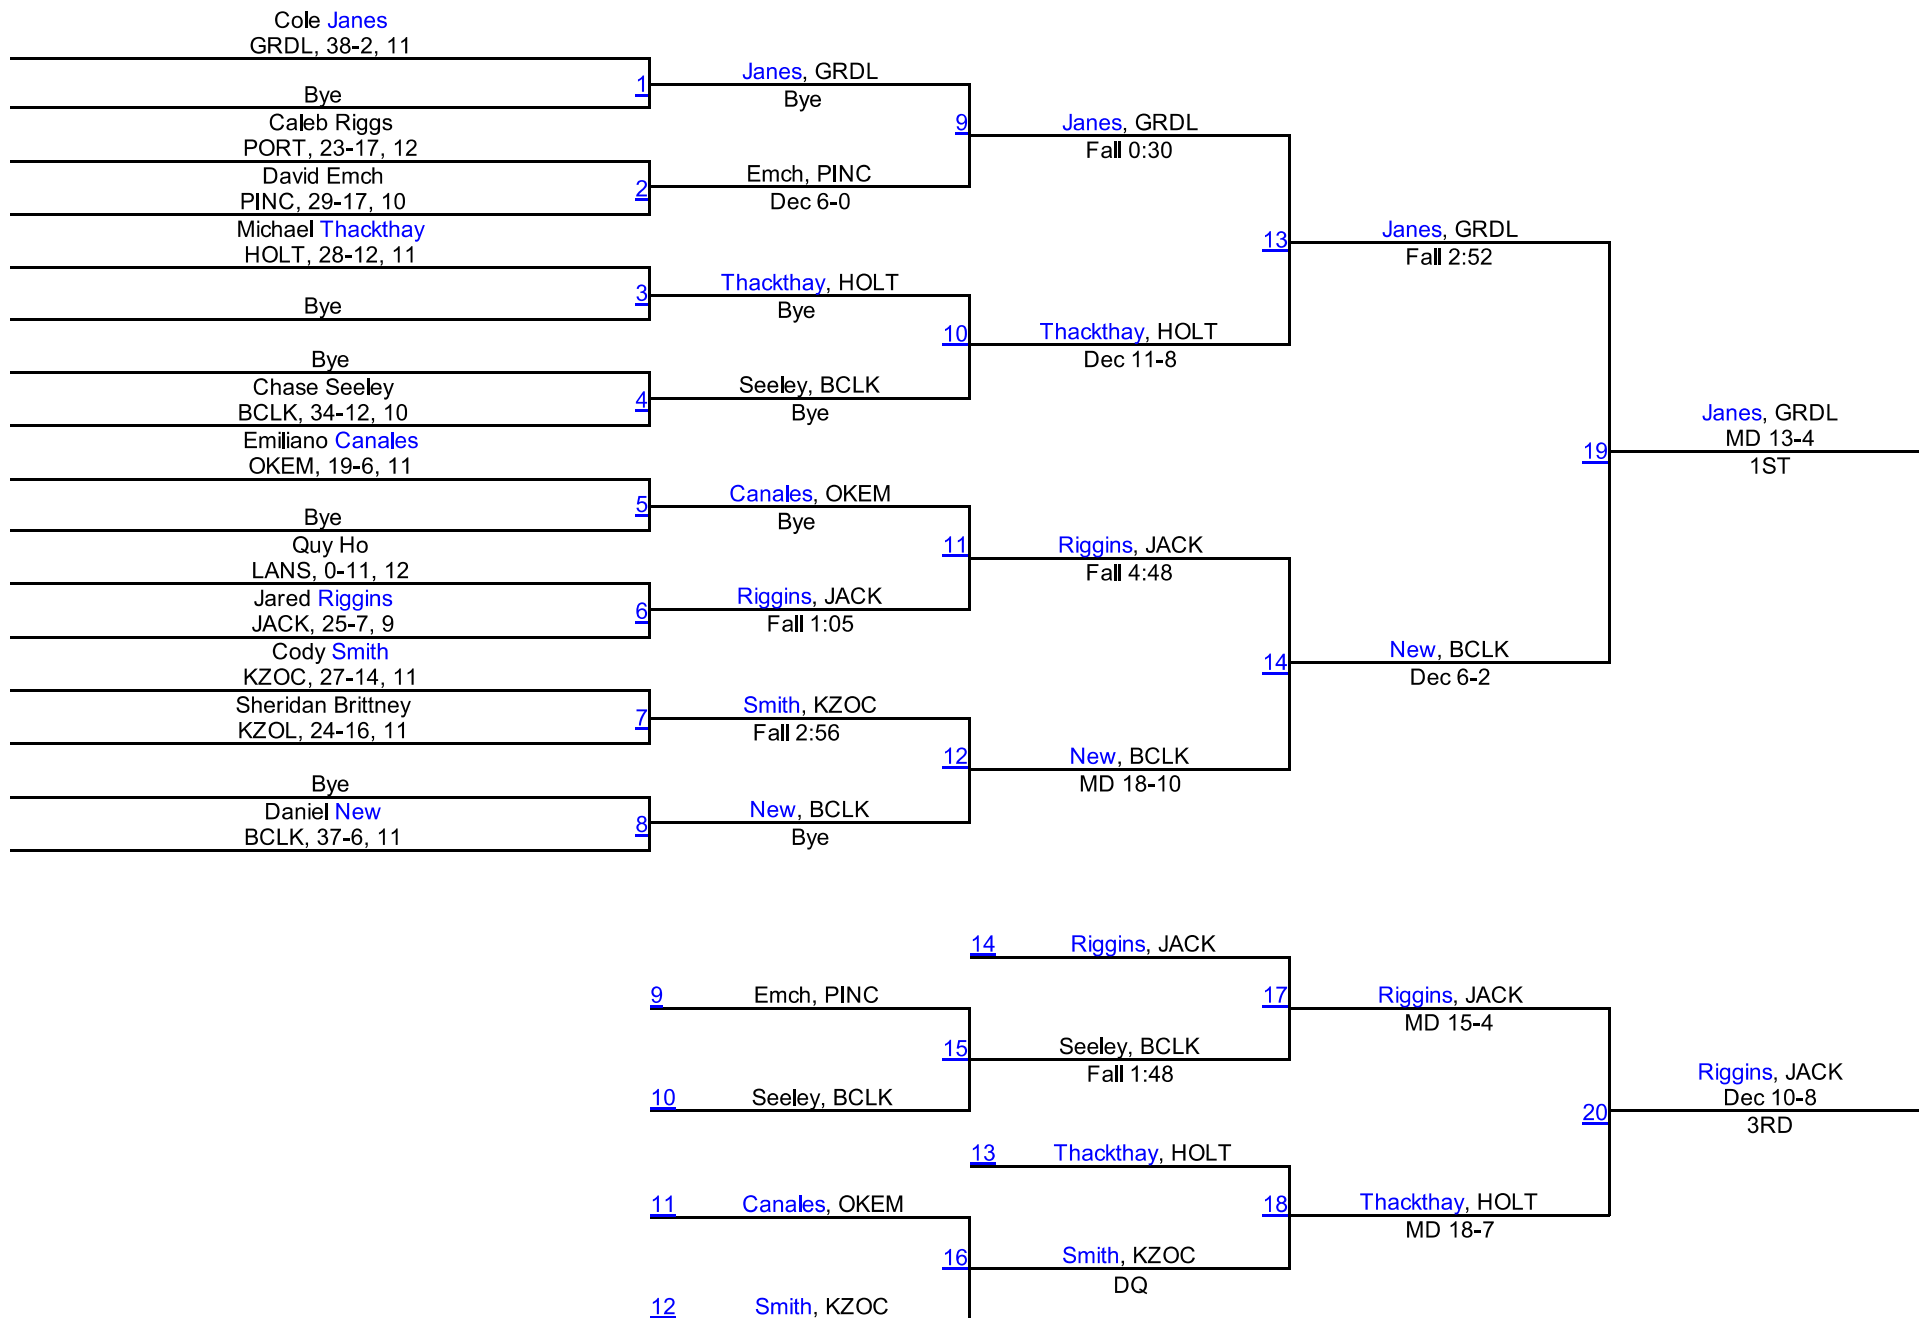 Cole Janes
GRDL, 38-2, 11
1
Bye
Caleb Riggs
PORT, 23-17, 12
David Emch
2
PINC, 29-17, 10
Michael Thackthay
HOLT, 28-12, 11
3
Bye
Bye
Chase Seeley
4
BCLK, 34-12, 10
Emiliano Canales
OKEM, 19-6, 11
5
Bye
Quy Ho
LANS, 0-11, 12
Jared Riggins
6
JACK, 25-7, 9
Cody Smith
KZOC, 27-14, 11
Sheridan Brittney
7
KZOL, 24-16, 11
Bye
Daniel New
8
BCLK, 37-6, 11
Janes, GRDL
Bye
9
Emch, PINC
Dec 6-0
Thackthay, HOLT
Bye
10
Seeley, BCLK
Bye
Canales, OKEM
Bye
11
Riggins, JACK
Fall 1:05
Smith, KZOC
Fall 2:56
12
New, BCLK
Bye
Janes, GRDL
Fall 0:30
13
Thackthay, HOLT
Dec 11-8
Riggins, JACK
Fall 4:48
14
New, BCLK
MD 18-10
Janes, GRDL
Fall 2:52
19
New, BCLK
Dec 6-2
Janes, GRDL
MD 13-4
1ST
14 Riggins, JACK
9 Emch, PINC
17
15
Seeley, BCLK
Fall 1:48
10 Seeley, BCLK
Riggins, JACK
MD 15-4
13 Thackthay, HOLT
11 Canales, OKEM
18
16
Smith, KZOC
DQ
12 Smith, KZOC
Thackthay, HOLT
MD 18-7
20
Riggins, JACK
Dec 10-8
3RD